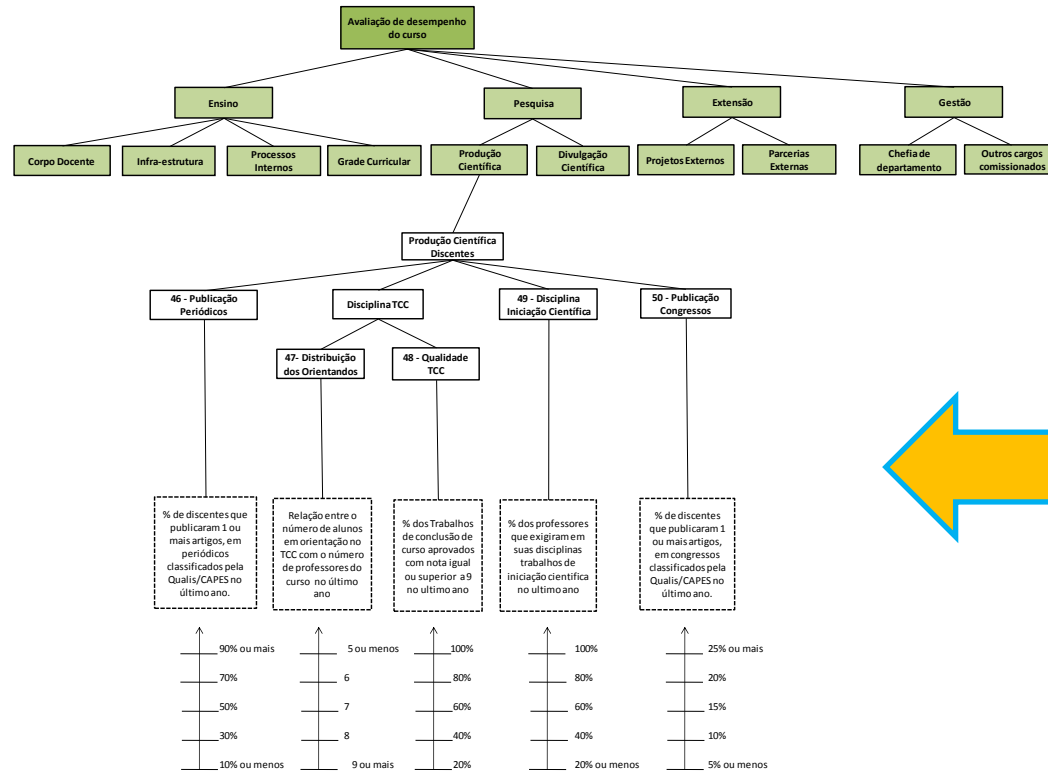 Avaliação de desempenho
do curso
Ensino
Pesquisa
Extensão
Gestão
Corpo Docente
Infra-estrutura
Processos
Internos
Grade Curricular
Produção
Científica
Divulgação
Científica
Projetos Externos
Parcerias
Externas
Chefia de
departamento
Outros cargos
comissionados
Produção Científica
Discentes
46 - Publicação
Periódicos
Disciplina TCC
49 - Disciplina
Iniciação Científica
50 - Publicação
Congressos
47- Distribuição
dos Orientandos
48 - Qualidade
TCC
% de discentes que
publicaram 1 ou
mais artigos, em
periódicos
classificados pela
Qualis/CAPES no
último ano.
Relação entre o
número de alunos
em orientação no
TCC com o número
de professores do
curso no último
ano
% dos Trabalhos
de conclusão de
curso aprovados
com nota igual
ou superior a 9
no ultimo ano
% dos professores
que exigiram em
suas disciplinas
trabalhos de
iniciação cientifica
no ultimo ano
% de discentes
que publicaram 1
ou mais artigos,
em congressos
classificados pela
Qualis/CAPES no
último ano.
90% ou mais
70%
50%
30%
10% ou menos
5 ou menos
6
7
8
9 ou mais
100%
80%
60%
40%
20%
100%
80%
60%
40%
20% ou menos
25% ou mais
20%
15%
10%
5% ou menos